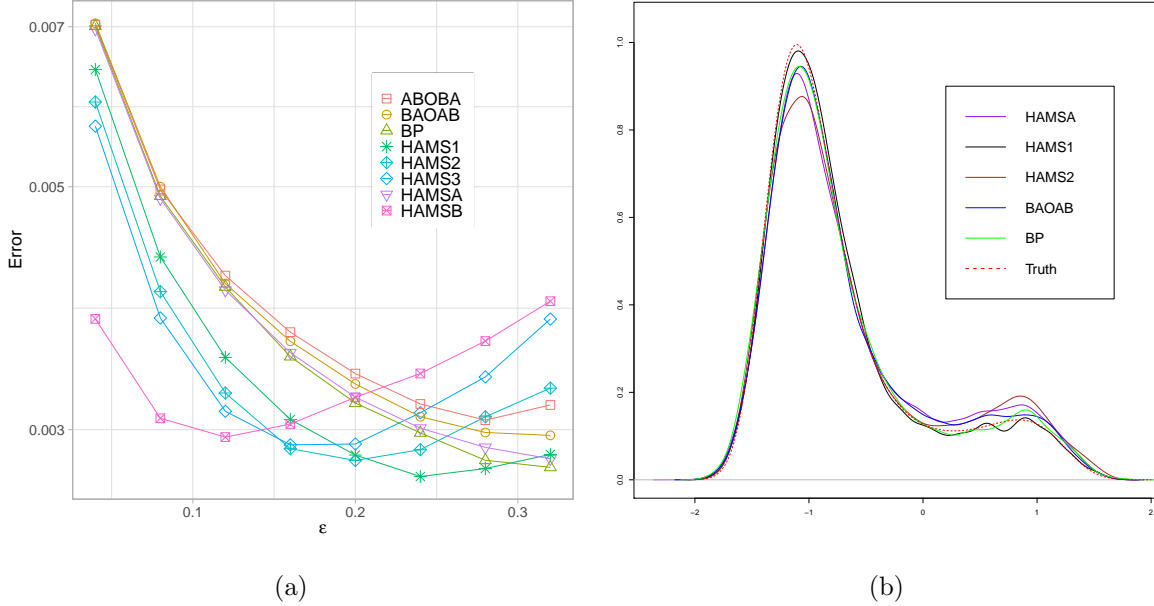 0.007
0.005
0.003
Error
0.1
0.2
0.3
ε
ABOBA
BAOAB
BP
HAMS1
HAMS2
HAMS3
HAMSA
HAMSB
(a)
1.0
0.8
0.6
0.4
0.2
0.0
−2
−1
0
1
2
HAMSA
HAMS1
HAMS2
BAOAB
BP
Truth
(b)